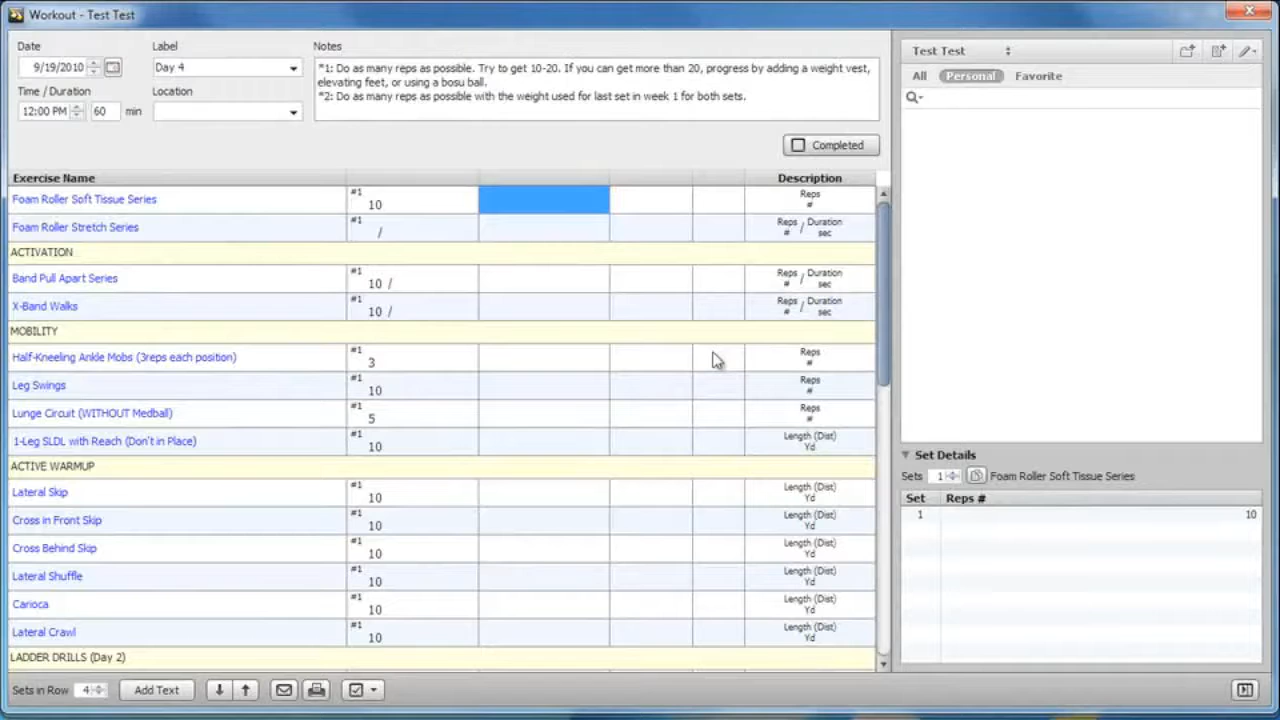 Workout - Test Test
Date
Label
Notes
9/19/2010
Day 4
*1: Do as many reps as possible. Try to get 10-20. If you can get more than 20, progress by adding a weight vest,
elevating feet, or using a bosu ball.
*2: Do as many reps as possible with the weight used for last set in week 1 for both sets.
Time / Duration
Location
12:00 PM 60 min
Completed
Exercise Name
Description
Foam Roller Soft Tissue Series #1 10 Reps #
Foam Roller Stretch Series #1 / Reps # / Duration sec
ACTIVATION
Band Pull Apart Series #1 10 / Reps # / Duration sec
X-Band Walks #1 10 / Reps # / Duration sec
MOBILITY
Half-Kneeling Ankle Mobs (3reps each position) #1 3 Reps #
Leg Swings #1 10 Reps #
Lunge Circuit (WITHOUT Medball) #1 5 Reps #
1-Leg SLDL with Reach (Don't in Place) #1 10 Length (Dist) Yd
ACTIVE WARMUP
Lateral Skip #1 10 Length (Dist) Yd
Cross in Front Skip #1 10 Length (Dist) Yd
Cross Behind Skip #1 10 Length (Dist) Yd
Lateral Shuffle #1 10 Length (Dist) Yd
Carioca #1 10 Length (Dist) Yd
Lateral Crawl #1 10 Length (Dist) Yd
LADDER DRILLS (Day 2)
Sets in Row 4 Add Text
Test Test
All Personal Favorite
Set Details
Sets 1 Foam Roller Soft Tissue Series
Set Reps #
1 10